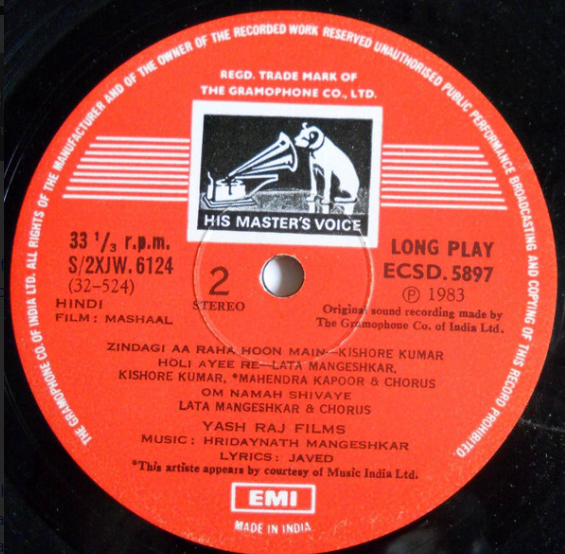 THE GRAMOPHONE CO. OF INDIA LTD. ALL RIGHTS OF THE MANUFACTURER AND OF THE OWNER OF THE RECORDED WORK RESERVED UNAUTHORISED PUBLIC PERFORMANCE BROADCASTING AND COPYING OF THIS RECORD PROHIBITED
REGD. TRADE MARK OF
THE GRAMOPHONE CO., LTD.
HIS MASTER'S VOICE
33 1/3 r.p.m.
S/2XJW. 6124
(32-524)
HINDI
FILM : MASHAAL
2
STEREO
LONG PLAY
ECSD. 5897
Ⓟ 1983
Original sound recording made by
The Gramophone Co. of India Ltd.
ZINDAGI AA RAHA HOON MAIN—KISHORE KUMAR
HOLI AYEE RE—LATA MANGESHKAR,
KISHORE KUMAR, *MAHENDRA KAPOOR & CHORUS
OM NAMAH SHIVAYE
LATA MANGESHKAR & CHORUS
YASH RAJ FILMS
MUSIC : HRIDAYNATH MANGESHKAR
LYRICS : JAVED
*This artiste appears by courtesy of Music India Ltd.
EMI
MADE IN INDIA